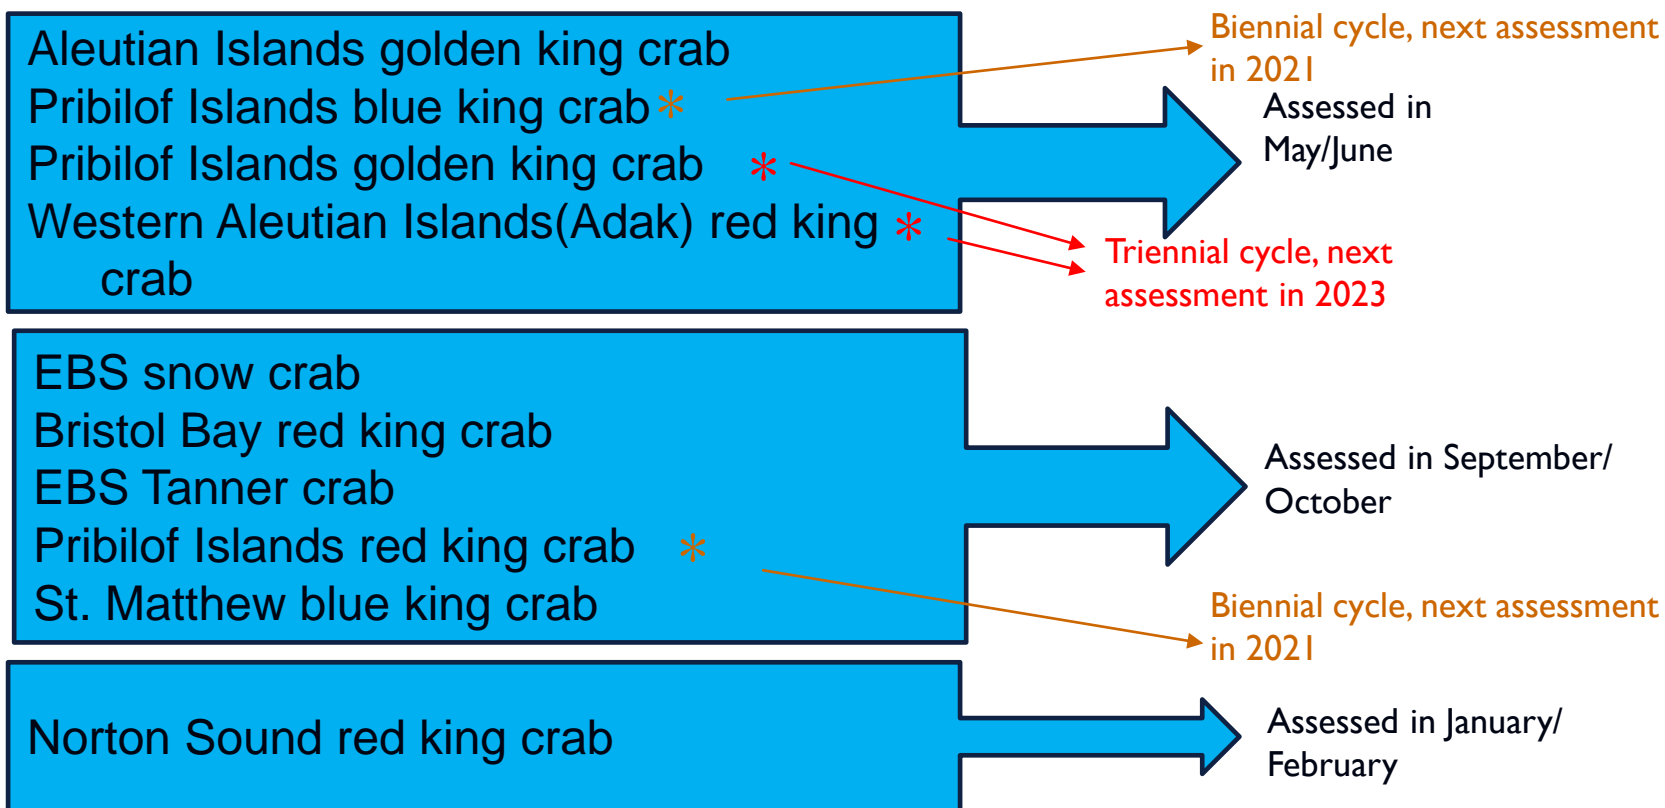 Aleutian Islands golden king crab
Pribilof Islands blue king crab*
Pribilof Islands golden king crab *
Western Aleutian Islands(Adak) red king *
crab
Biennial cycle, next assessment
in 2021
Assessed in
May/June
Triennial cycle, next
assessment in 2023
EBS snow crab
Bristol Bay red king crab
EBS Tanner crab
Pribilof Islands red king crab *
St. Matthew blue king crab
Assessed in September/
October
Biennial cycle, next assessment
in 2021
Norton Sound red king crab
Assessed in January/
February